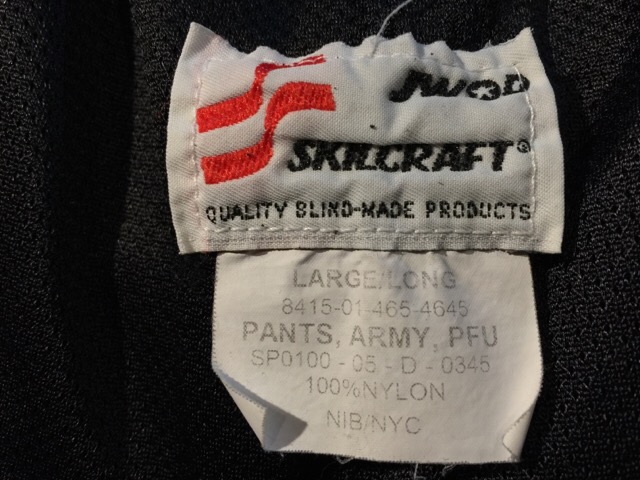 JWOD
SKILCRAFT®
QUALITY BLIND-MADE PRODUCTS
LARGE/LONG
8415-01-465-4645
PANTS, ARMY, PFU
SP0100 - 05 - D - 0345
100%NYLON
NIB/NYC